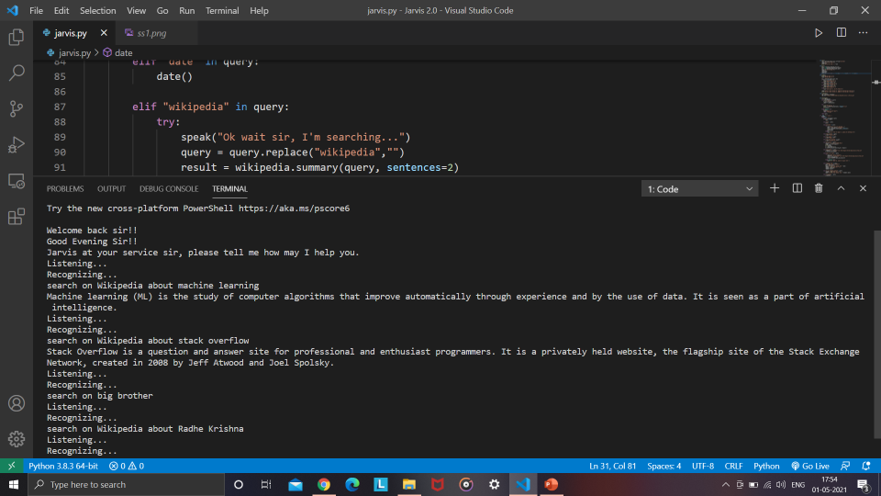 File Edit Selection View Go Run Terminal Help
jarvis.py - Jarvis 2.0 - Visual Studio Code
jarvis.py
ss1.png
jarvis.py > date
84 elif "date" in query:
85 date()
86
87 elif "wikipedia" in query:
88 try:
89 speak("Ok wait sir, I'm searching...")
90 query = query.replace("wikipedia","")
91 result = wikipedia.summary(query, sentences=2)
PROBLEMS OUTPUT DEBUG CONSOLE TERMINAL
1: Code
Try the new cross-platform PowerShell https://aka.ms/pscore6
Welcome back sir!!
Good Evening Sir!!
Jarvis at your service sir, please tell me how may I help you.
Listening...
Recognizing...
search on Wikipedia about machine learning
Machine learning (ML) is the study of computer algorithms that improve automatically through experience and by the use of data. It is seen as a part of artificial
intelligence.
Listening...
Recognizing...
search on Wikipedia about stack overflow
Stack Overflow is a question and answer site for professional and enthusiast programmers. It is a privately held website, the flagship site of the Stack Exchange
Network, created in 2008 by Jeff Atwood and Joel Spolsky.
Listening...
Recognizing...
search on big brother
Listening...
Recognizing...
search on Wikipedia about Radhe Krishna
Listening...
Recognizing...
Python 3.8.3 64-bit 0 0
Ln 31, Col 81 Spaces: 4 UTF-8 CRLF Python Go Live
Type here to search
ENG
17:54
01-05-2021
3